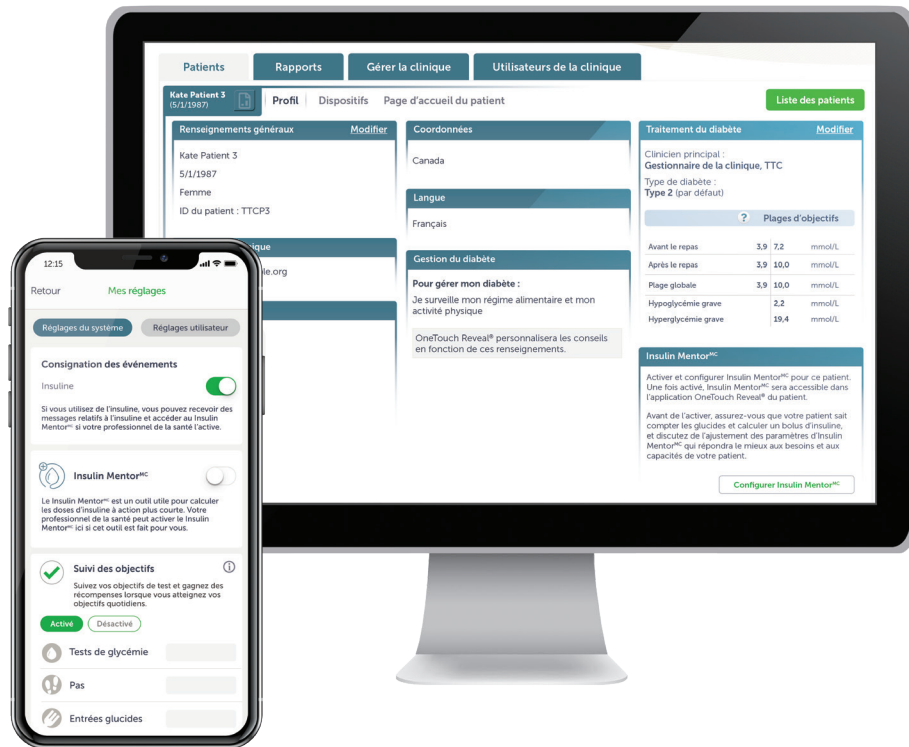 Patients
Rapports
Gérer la clinique
Utilisateurs de la clinique
Kate Patient 3
(5/1/1987)
Profil
Dispositifs
Page d'accueil du patient
Liste des patients
Renseignements généraux
Modifier
Kate Patient 3
5/1/1987
Femme
ID du patient : TTCP3
Coordonnées
Canada
Langue
Français
Gestion du diabète
Pour gérer mon diabète :
Je surveille mon régime alimentaire et mon
activité physique
OneTouch Reveal® personnalisera les conseils
en fonction de ces renseignements.
Traitement du diabète
Modifier
Clinicien principal :
Gestionnaire de la clinique, TTC
Type de diabète :
Type 2 (par défaut)
? Plages d'objectifs
Avant le repas 3,9 7,2 mmol/L
Après le repas 3,9 10,0 mmol/L
Plage globale 3,9 10,0 mmol/L
Hypoglycémie grave 2,2 mmol/L
Hyperglycémie grave 19,4 mmol/L
Insulin Mentorᴹᶜ
Activer et configurer Insulin Mentorᴹᶜ pour ce patient.
Une fois activé, Insulin Mentorᴹᶜ sera accessible dans
l'application OneTouch Reveal® du patient.
Avant de l'activer, assurez-vous que votre patient sait
compter les glucides et calculer un bolus d'insuline,
et discutez de l'ajustement des paramètres d'Insulin
Mentorᴹᶜ qui répondra le mieux aux besoins et aux
capacités de votre patient.
Configurer Insulin Mentorᴹᶜ
12:15
Retour
Mes réglages
Réglages du système
Réglages utilisateur
Consignation des événements
Insuline
Si vous utilisez de l'insuline, vous pouvez recevoir des
messages relatifs à l'insuline et accéder au Insulin
Mentorᴹᶜ si votre professionnel de la santé l'active.
Insulin Mentorᴹᶜ
Le Insulin Mentorᴹᶜ est un outil utile pour calculer
les doses d'insuline à action plus courte. Votre
professionnel de la santé peut activer le Insulin
Mentorᴹᶜ ici si cet outil est fait pour vous.
Suivi des objectifs
Suivez vos objectifs de test et gagnez des
récompenses lorsque vous atteignez vos
objectifs quotidiens.
Activé
Désactivé
Tests de glycémie
Pas
Entrées glucides